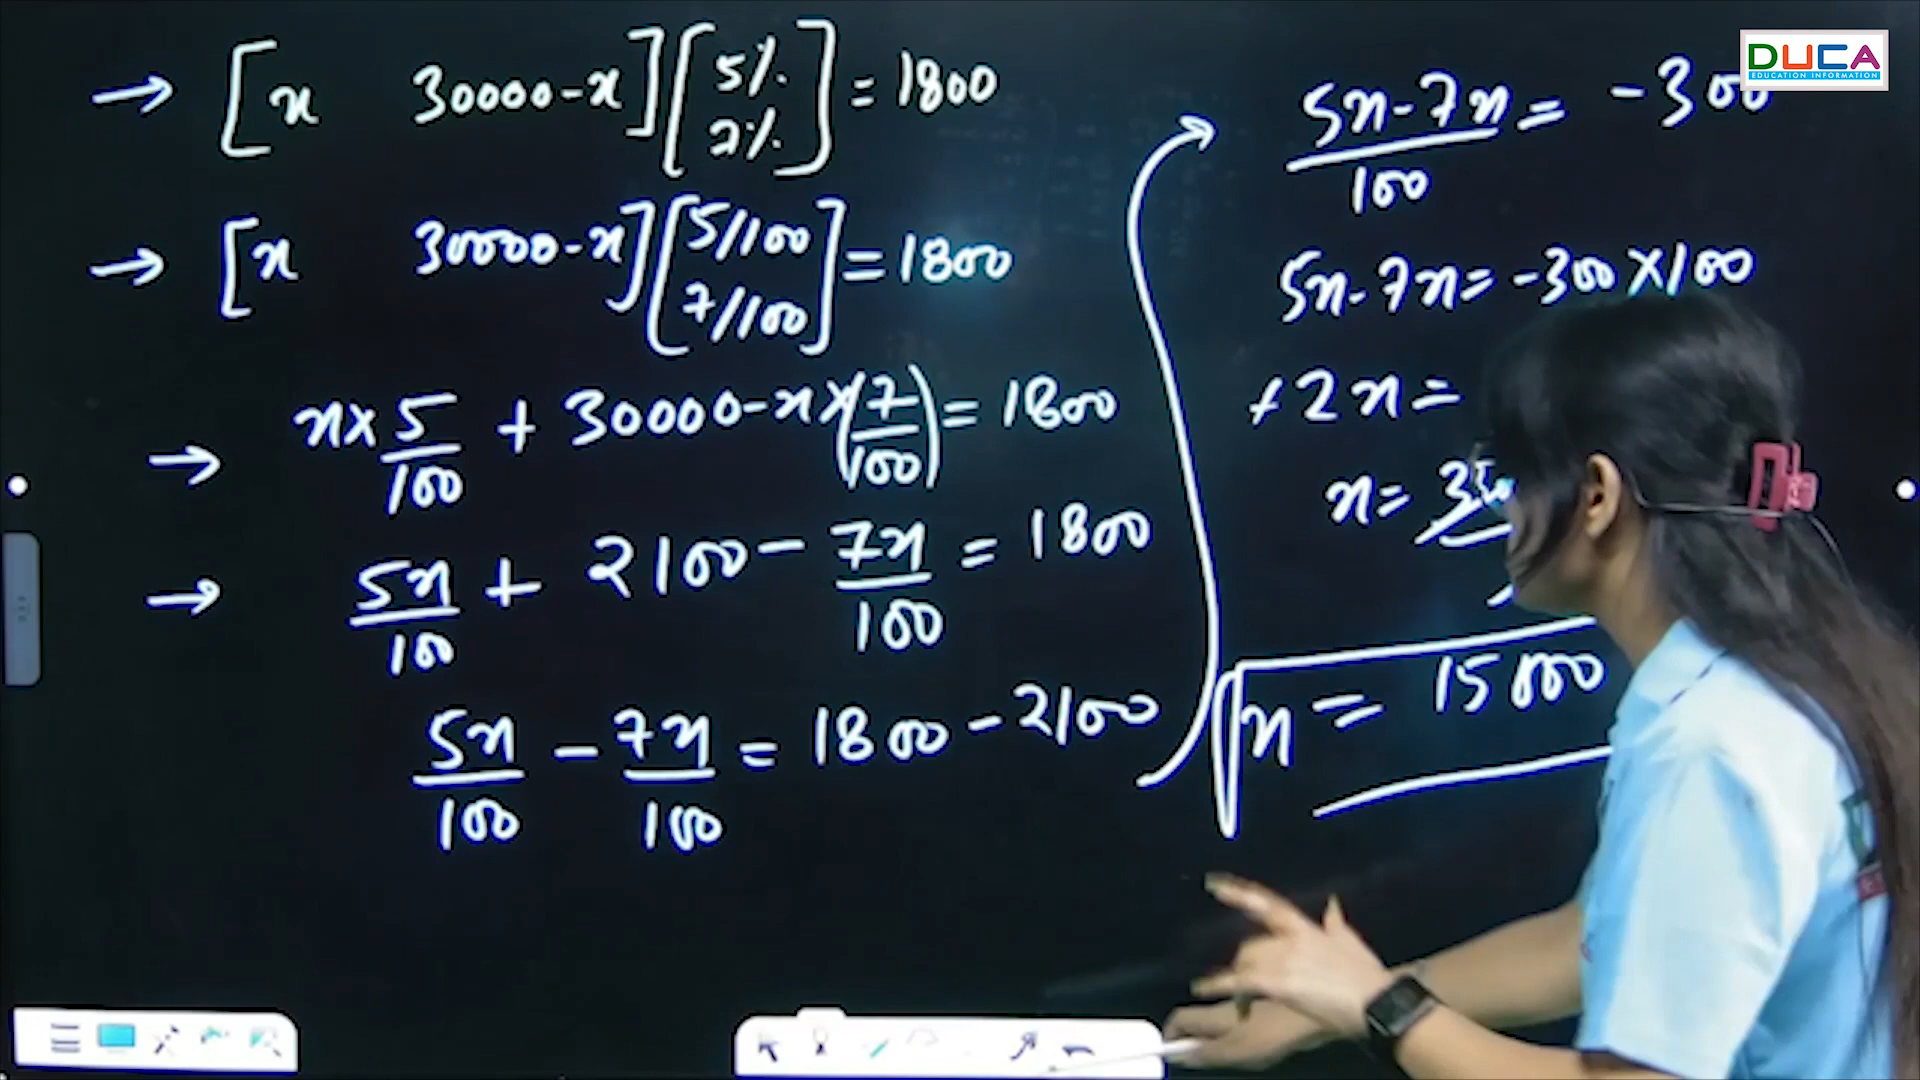 → [x 30000-x] [5% 7%] = 1800
→ [x 30000-x] [5/100 7/100] = 1800
→ x × 5/100 + 30000-x × (7/100) = 1800
→ 5x/100 + 2100 - 7x/100 = 1800
5x/100 - 7x/100 = 1800 - 2100
5x-7x/100 = -300
5x-7x = -300×100
2x =
x =
x = 15000
DUCA
EDUCATION INFORMATION